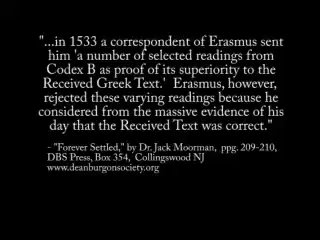 "...in 1533 a correspondent of Erasmus sent
him 'a number of selected readings from
Codex B as proof of its superiority to the
Received Greek Text.'  Erasmus, however,
rejected these varying readings because he
considered from the massive evidence of his
day that the Received Text was correct."
- "Forever Settled," by Dr. Jack Moorman,  ppg. 209-210,
DBS Press, Box 354,  Collingswood NJ
www.deanburgonsociety.org